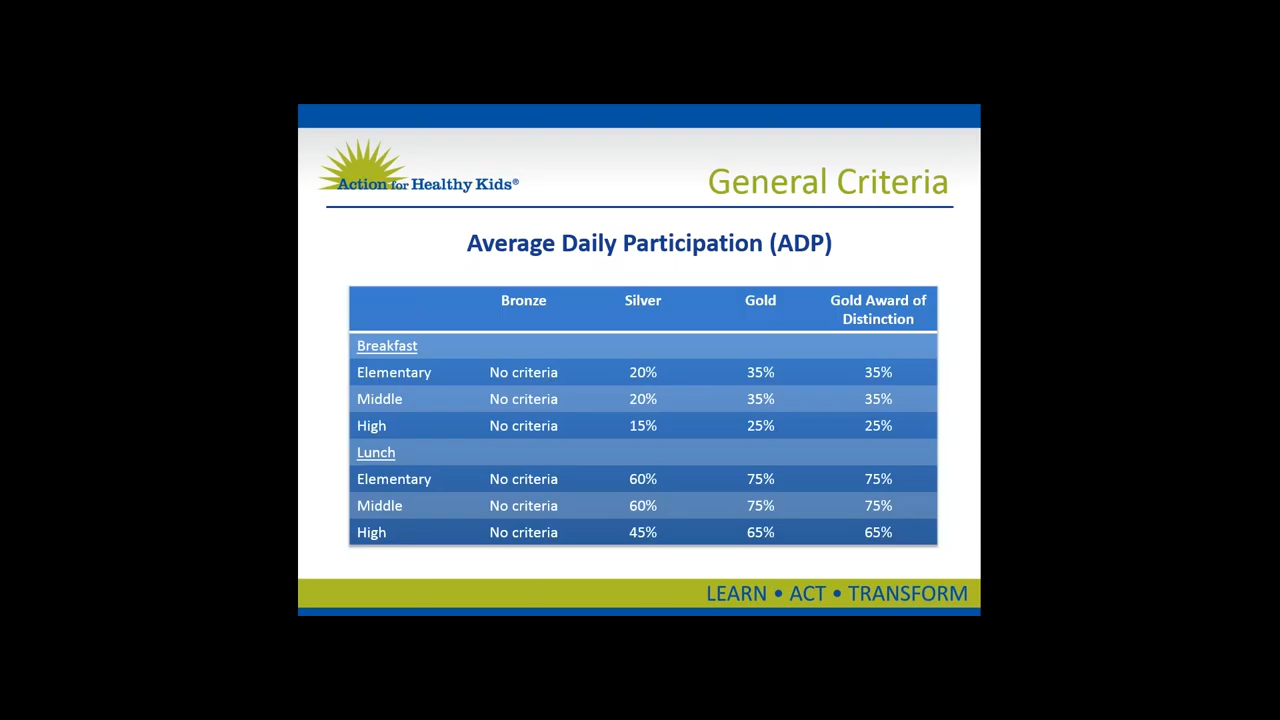 Action for Healthy Kids®
General Criteria
Average Daily Participation (ADP)
Bronze Silver Gold Gold Award of Distinction
Breakfast
Elementary No criteria 20% 35% 35%
Middle No criteria 20% 35% 35%
High No criteria 15% 25% 25%
Lunch
Elementary No criteria 60% 75% 75%
Middle No criteria 60% 75% 75%
High No criteria 45% 65% 65%
LEARN • ACT • TRANSFORM